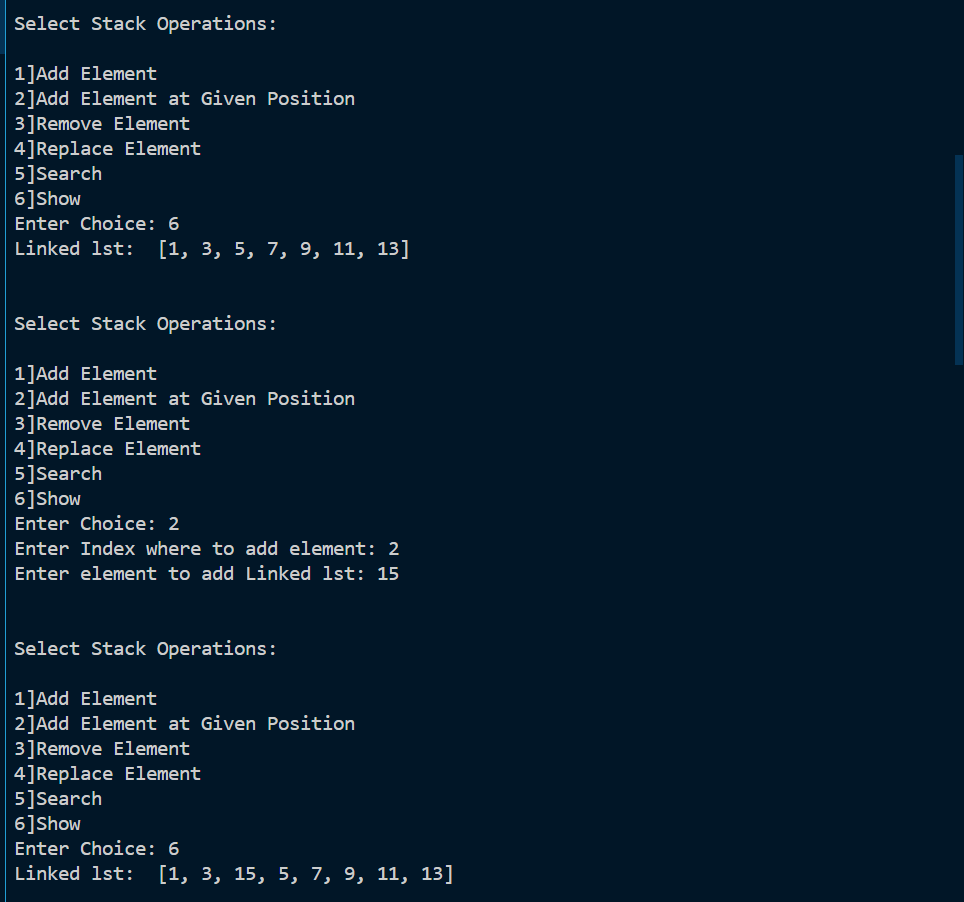 Select Stack Operations:
1]Add Element
2]Add Element at Given Position
3]Remove Element
4]Replace Element
5]Search
6]Show
Enter Choice: 6
Linked lst:  [1, 3, 5, 7, 9, 11, 13]
Select Stack Operations:
1]Add Element
2]Add Element at Given Position
3]Remove Element
4]Replace Element
5]Search
6]Show
Enter Choice: 2
Enter Index where to add element: 2
Enter element to add Linked lst: 15
Select Stack Operations:
1]Add Element
2]Add Element at Given Position
3]Remove Element
4]Replace Element
5]Search
6]Show
Enter Choice: 6
Linked lst:  [1, 3, 15, 5, 7, 9, 11, 13]